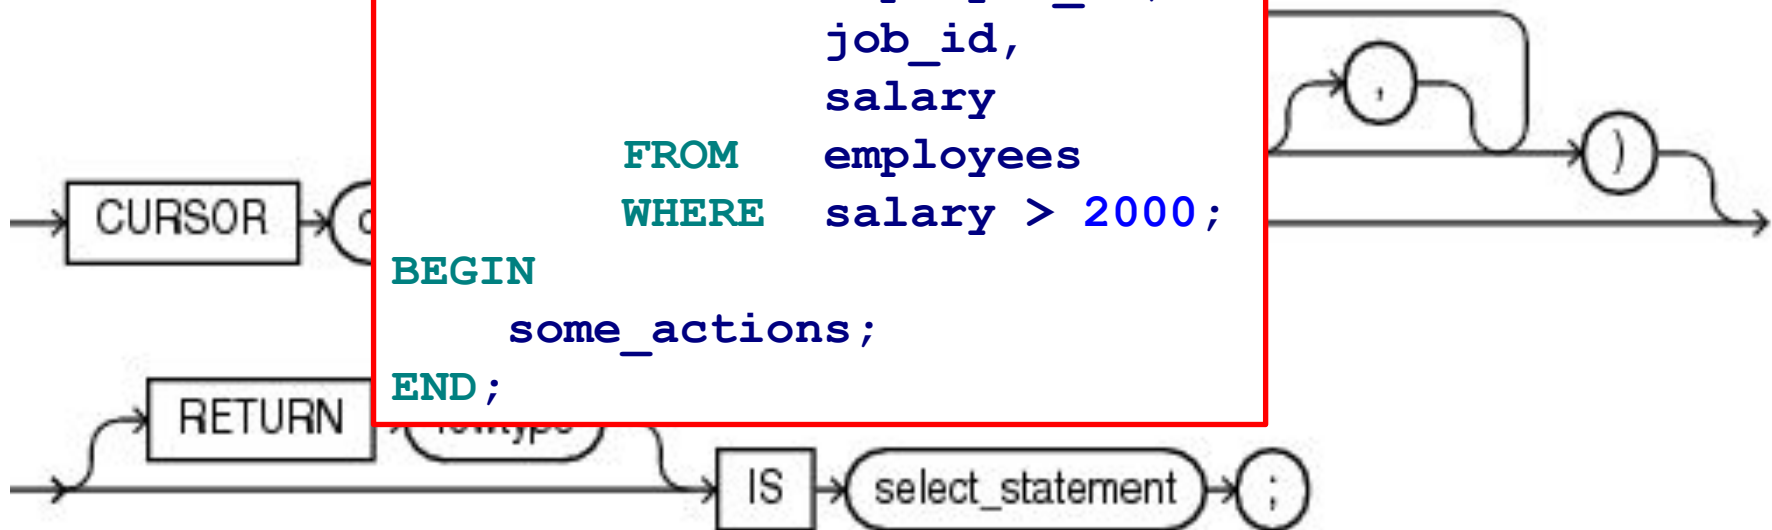 job_id,
salary
FROM employees
WHERE salary > 2000;
BEGIN
some_actions;
END;
,
)
CURSOR
RETURN
IS select_statement ;